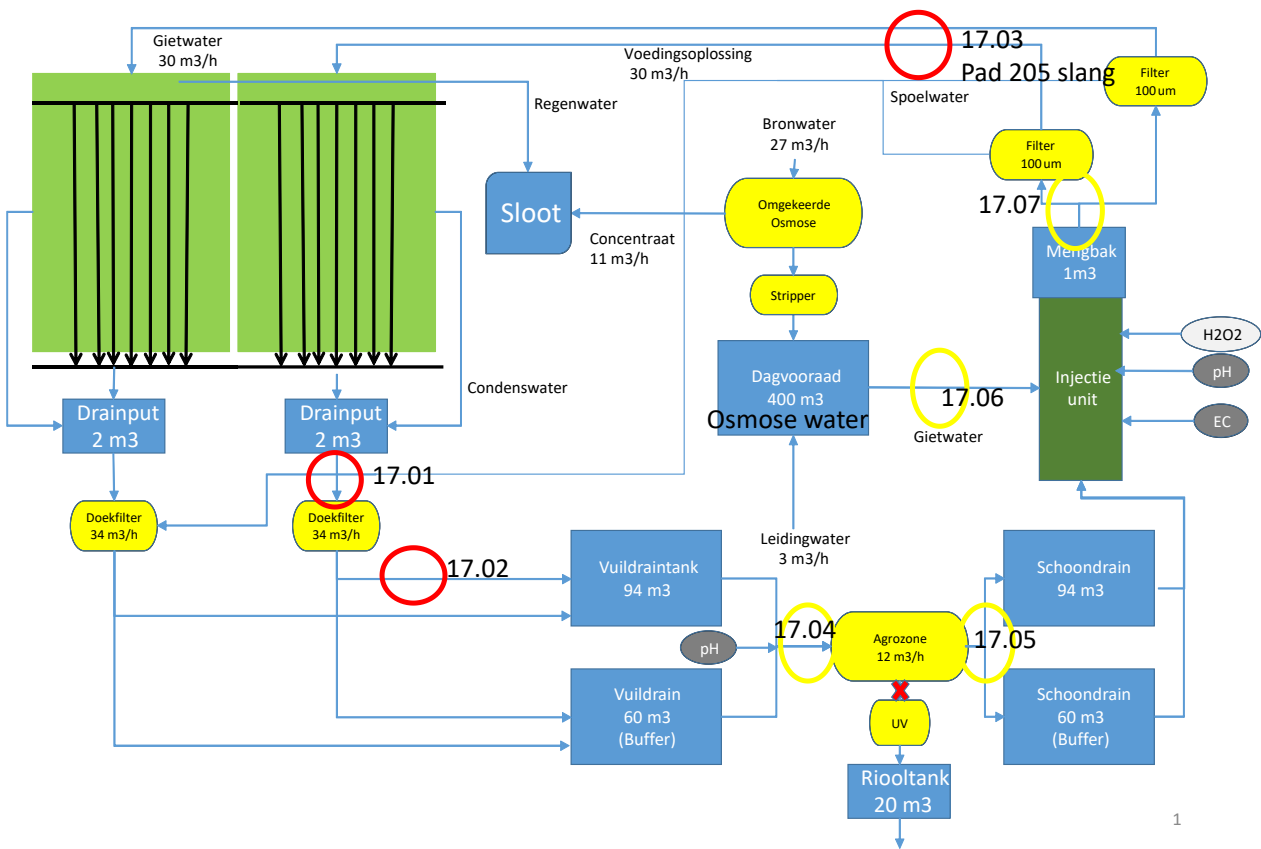 Gietwater
30 m3/h
Voedingsoplossing
30 m3/h
17.03
Pad 205 slang
Filter
100 um
Spoelwater
Regenwater
Bronwater
27 m3/h
Filter
100 um
17.07
Sloot
Omgekeerde
Osmose
Concentraat
11 m3/h
Mengbak
1m3
Stripper
H2O2
Condenswater
Dagvooraad
400 m3
Osmose water
17.06
Gietwater
Injectie
unit
pH
EC
Drainput
2 m3
Drainput
2 m3
17.01
Doekfilter
34 m3/h
Doekfilter
34 m3/h
Leidingwater
3 m3/h
17.02
Vuildraintank
94 m3
Schoondrain
94 m3
17.04
pH
Agrozone
12 m3/h
17.05
Vuildrain
60 m3
(Buffer)
UV
Schoondrain
60 m3
(Buffer)
Riooltank
20 m3
1